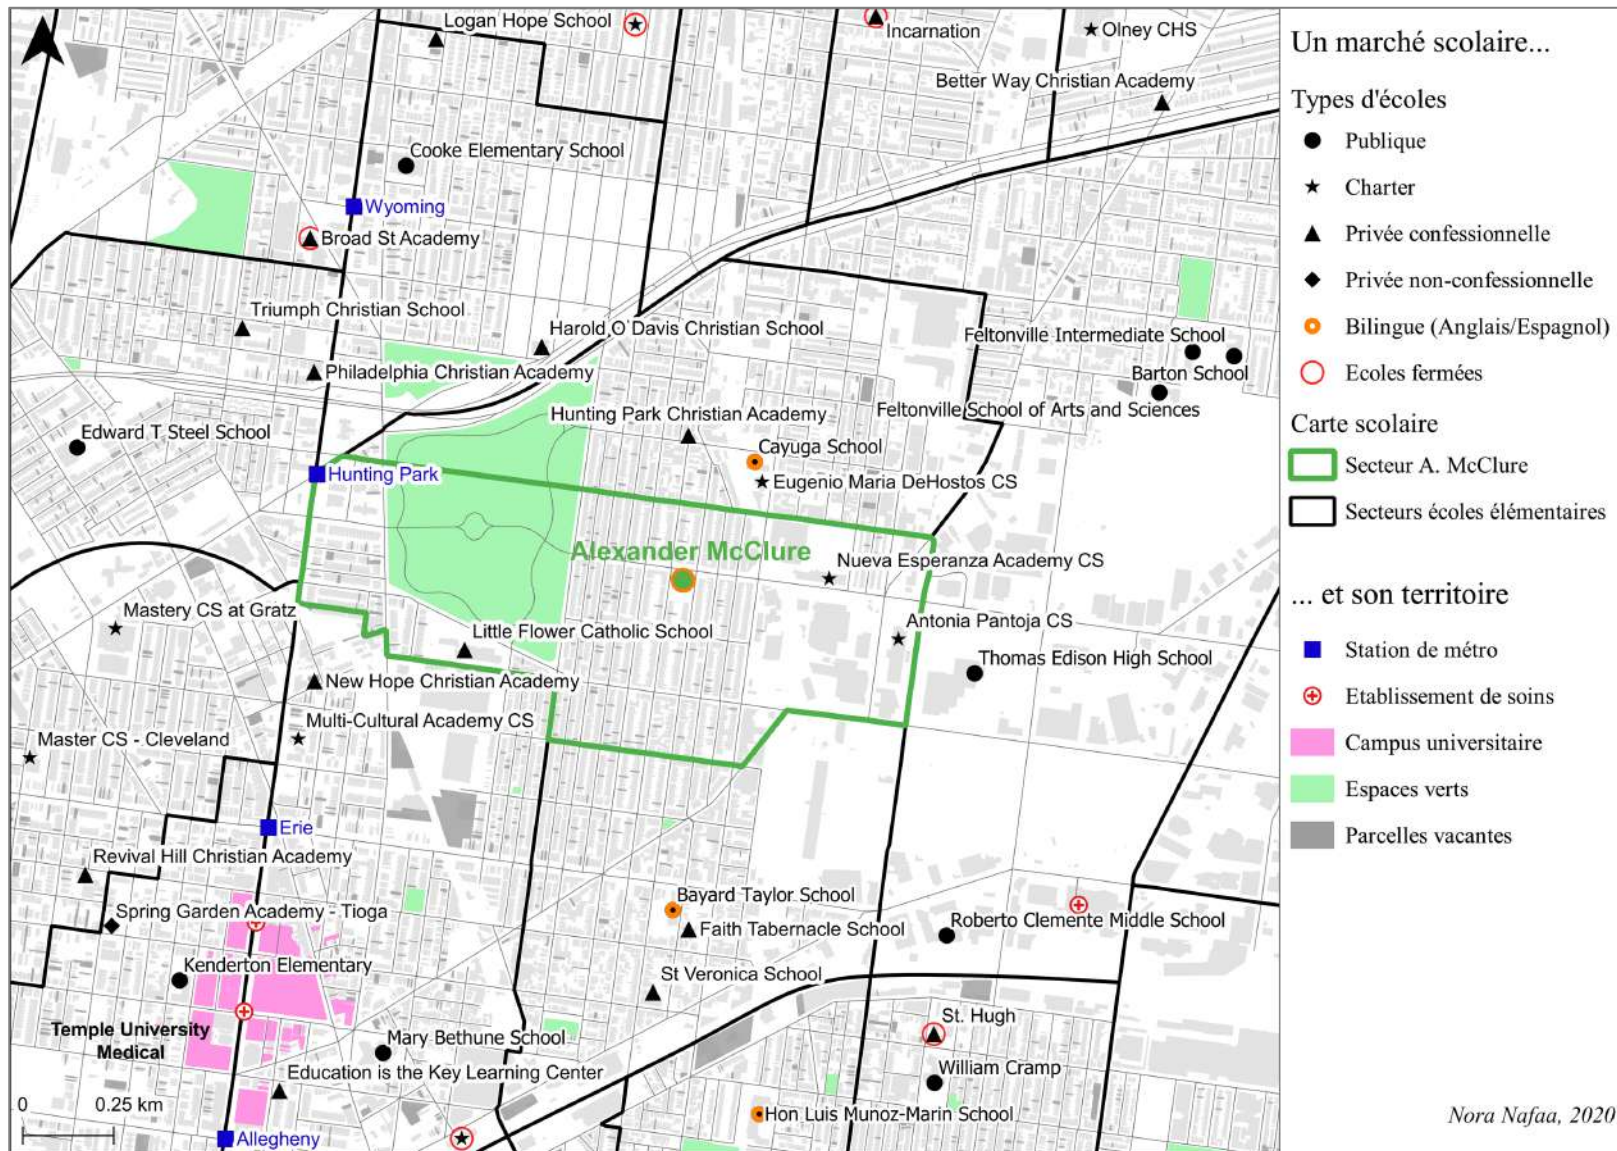 Logan Hope School
Incarnation
Olney CHS
Better Way Christian Academy
Cooke Elementary School
Wyoming
Broad St Academy
Triumph Christian School
Harold O Davis Christian School
Feltonville Intermediate School
Philadelphia Christian Academy
Barton School
Hunting Park Christian Academy
Feltonville School of Arts and Sciences
Edward T Steel School
Cayuga School
Hunting Park
Eugenio Maria DeHostos CS
Alexander McClure
Nueva Esperanza Academy CS
Mastery CS at Gratz
Antonia Pantoja CS
Little Flower Catholic School
Thomas Edison High School
New Hope Christian Academy
Multi-Cultural Academy CS
Master CS - Cleveland
Erie
Revival Hill Christian Academy
Bayard Taylor School
Spring Garden Academy - Tioga
Roberto Clemente Middle School
Faith Tabernacle School
Kenderton Elementary
St Veronica School
St. Hugh
Temple University
Medical
Mary Bethune School
William Cramp
Education is the Key Learning Center
0 0.25 km
Hon Luis Munoz-Marin School
Allegheny
Un marché scolaire...
Types d'écoles
Publique
Charter
Privée confessionnelle
Privée non-confessionnelle
Bilingue (Anglais/Espagnol)
Ecoles fermées
Carte scolaire
Secteur A. McClure
Secteurs écoles élémentaires
... et son territoire
Station de métro
Etablissement de soins
Campus universitaire
Espaces verts
Parcelles vacantes
Nora Nafaa, 2020